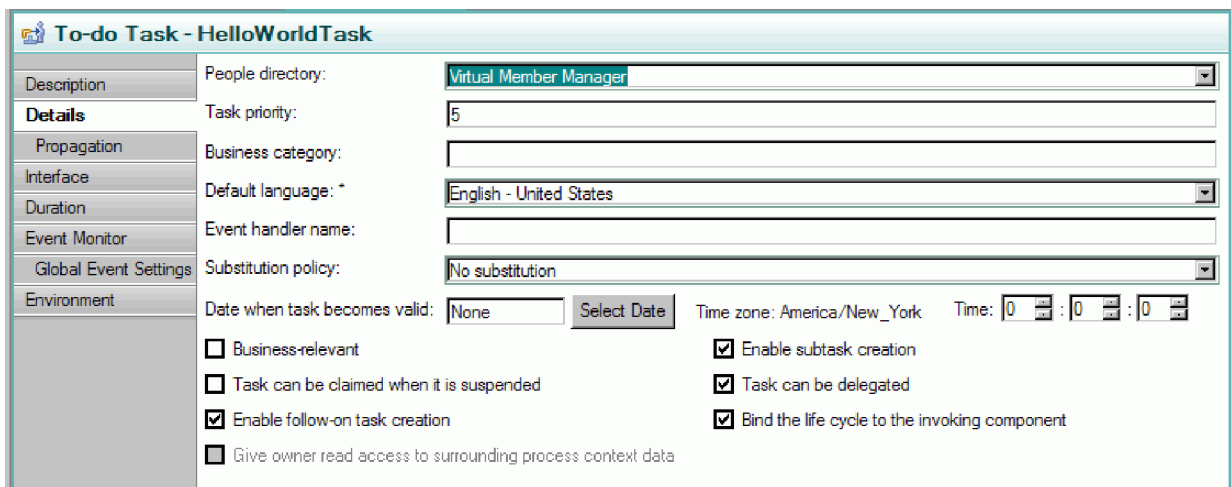 To-do Task - HelloWorldTask
Description
Details
Propagation
Interface
Duration
Event Monitor
Global Event Settings
Environment
People directory: Virtual Member Manager
Task priority: 5
Business category:
Default language: * English - United States
Event handler name:
Substitution policy: No substitution
Date when task becomes valid: None Select Date Time zone: America/New_York Time: 0 : 0 : 0
Business-relevant Enable subtask creation
Task can be claimed when it is suspended Task can be delegated
Enable follow-on task creation Bind the life cycle to the invoking component
Give owner read access to surrounding process context data